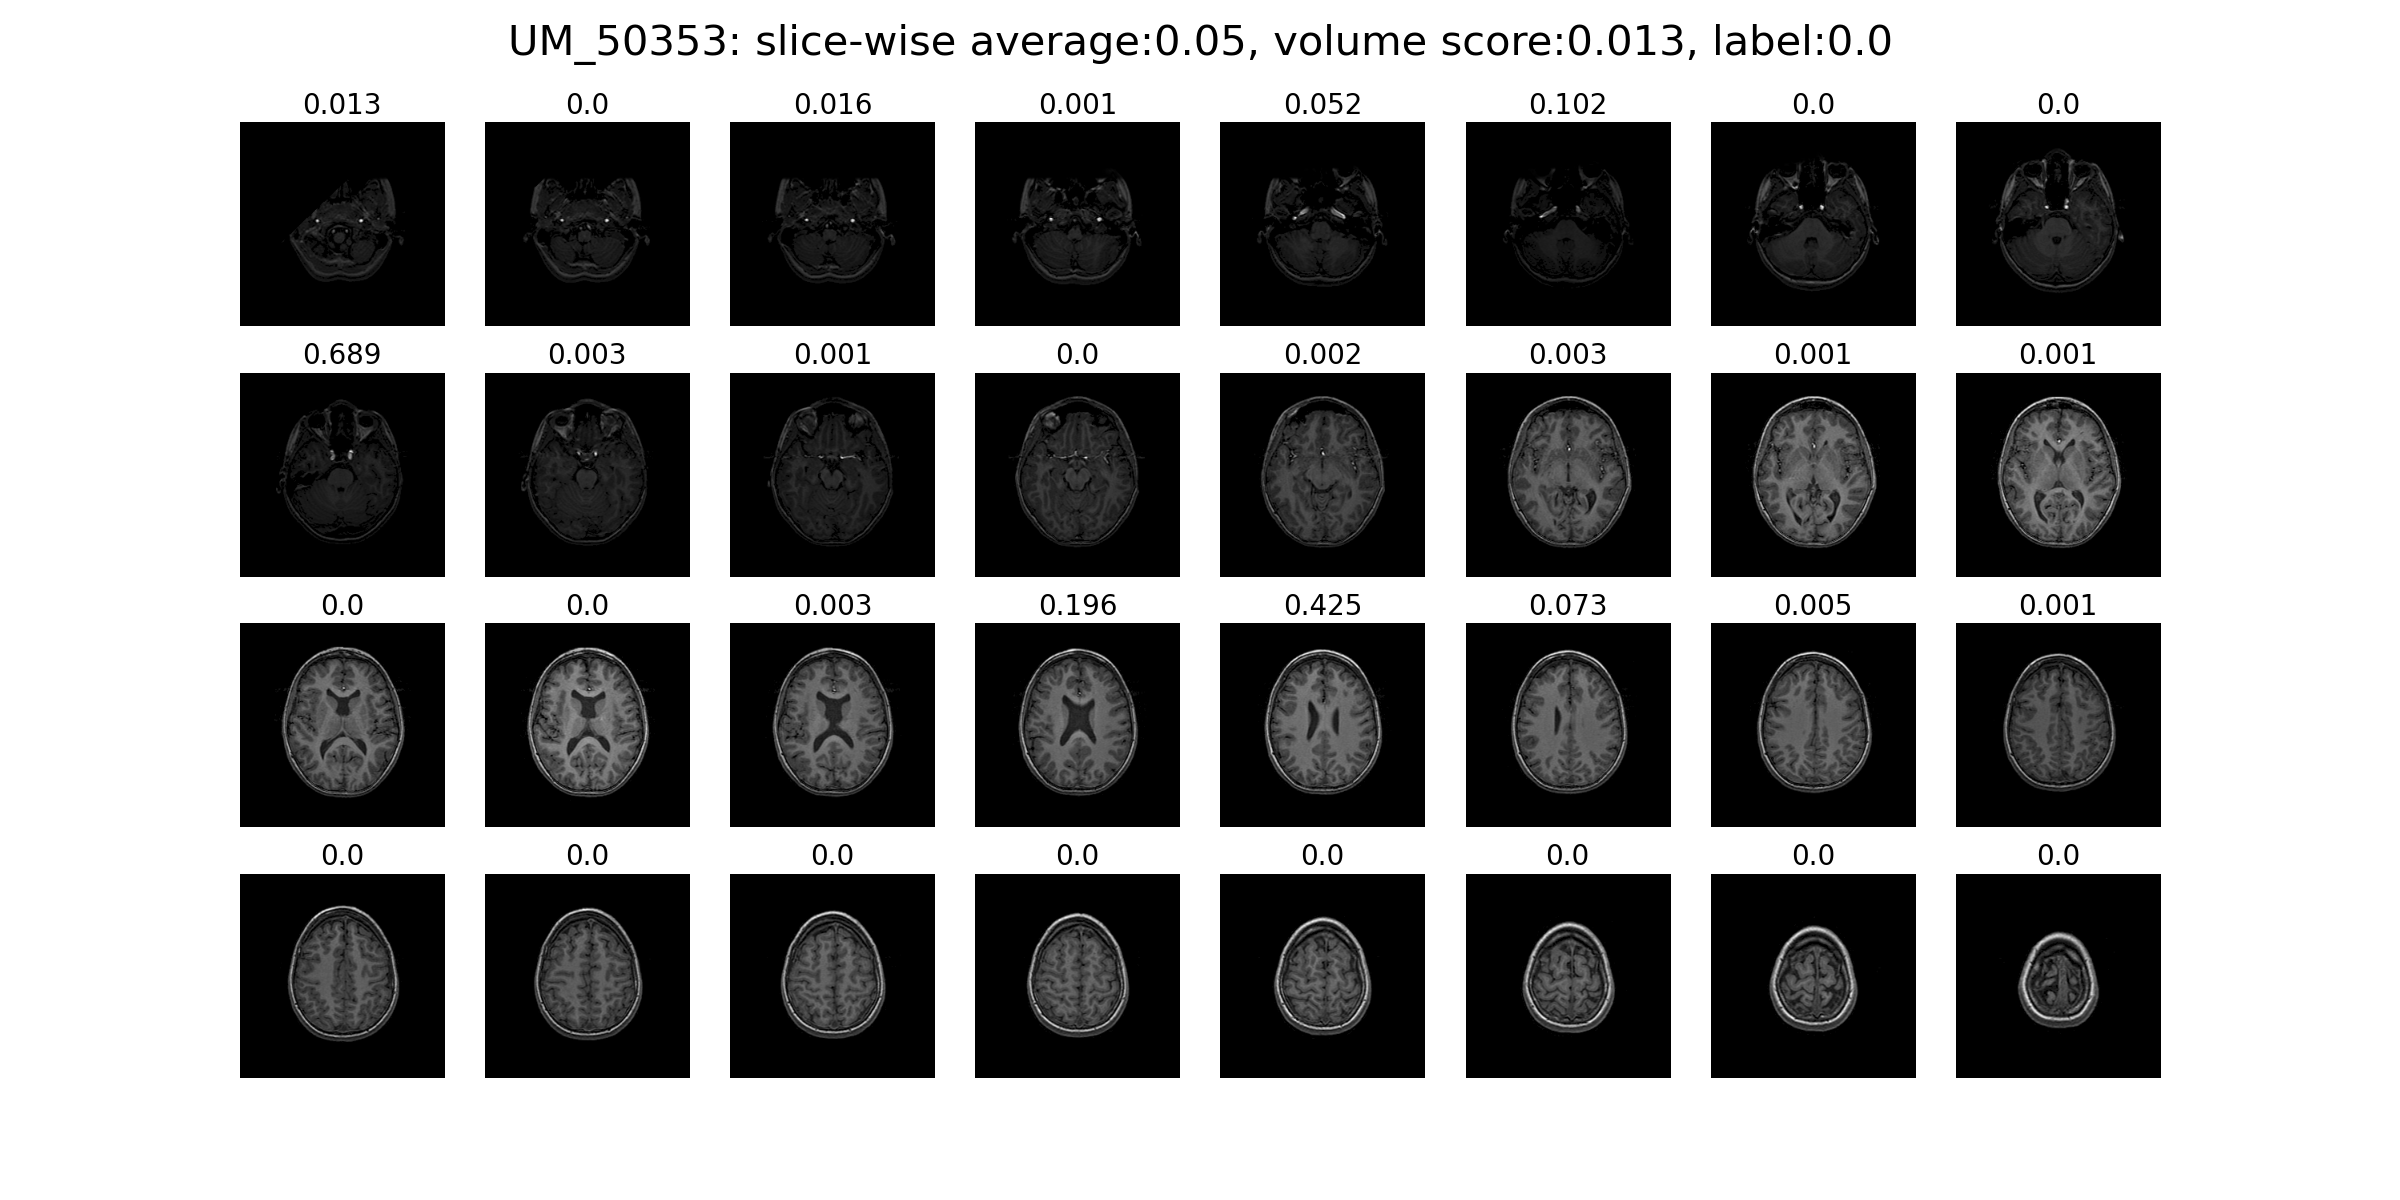 UM_50353: slice-wise average:0.05, volume score:0.013, label:0.0
0.013 0.0 0.016 0.001 0.052 0.102 0.0 0.0
0.689 0.003 0.001 0.0 0.002 0.003 0.001 0.001
0.0 0.0 0.003 0.196 0.425 0.073 0.005 0.001
0.0 0.0 0.0 0.0 0.0 0.0 0.0 0.0